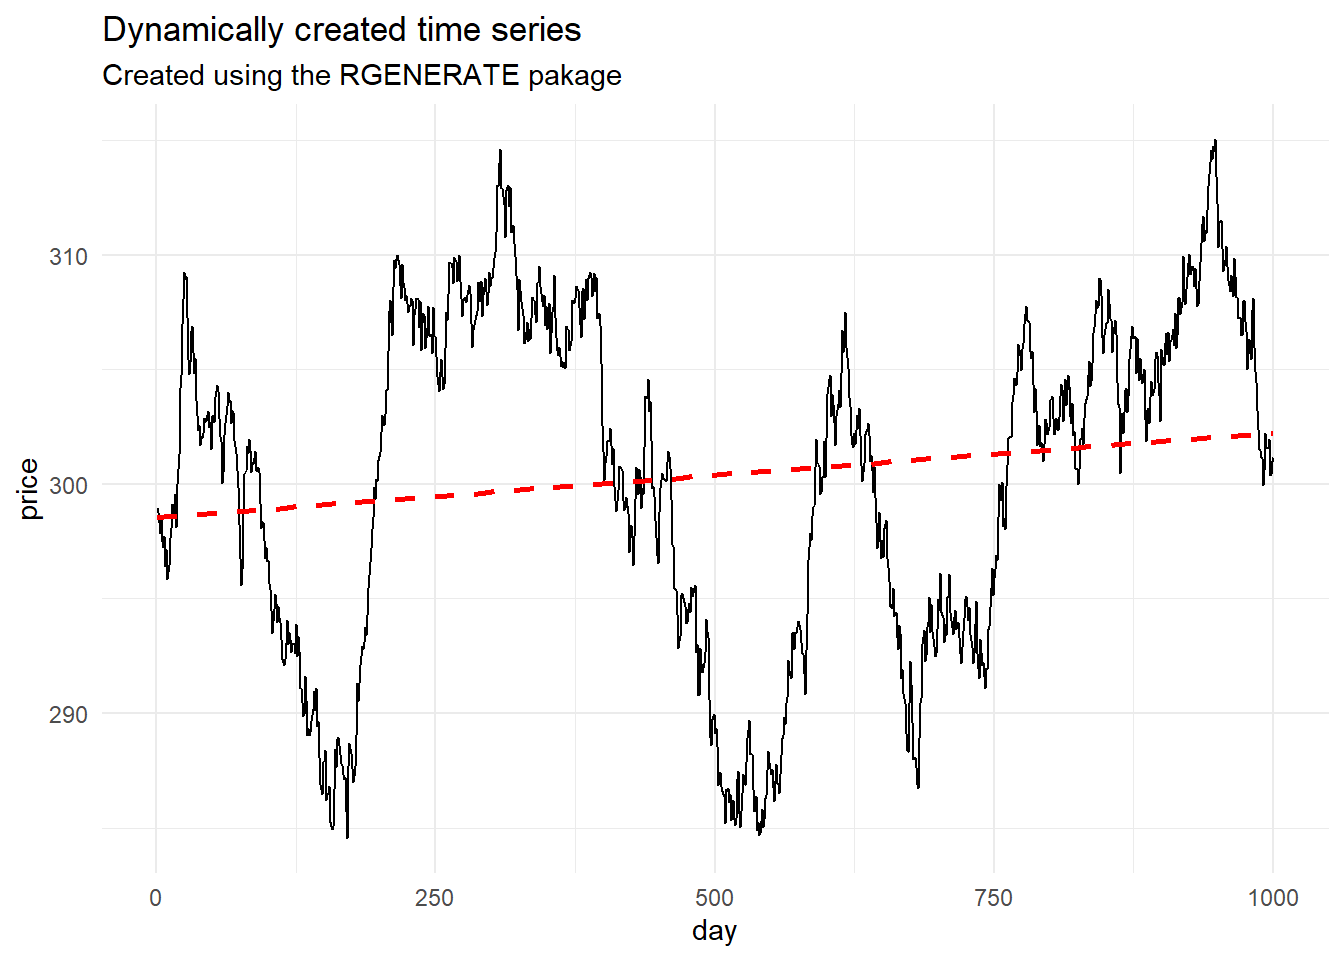 Dynamically created time series
Created using the RGENERATE pakage
310
300
290
price
0 250 500 750 1000
day